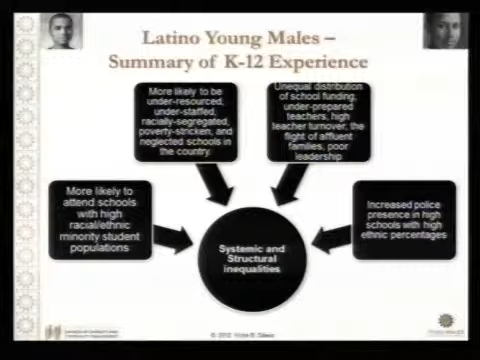 Latino Young Males –
Summary of K-12 Experience
More likely to be
under-resourced,
under-staffed,
racially-segregated,
poverty-stricken, and
neglected schools in
the country.
Unequal distribution
of school funding,
under-prepared
teachers, high
teacher turnover, the
flight of affluent
families, poor
leadership
More likely to
attend schools
with high
racial/ethnic
minority student
populations
Increased police
presence in high
schools with high
ethnic percentages
Systemic and
Structural
inequalities
© 2012